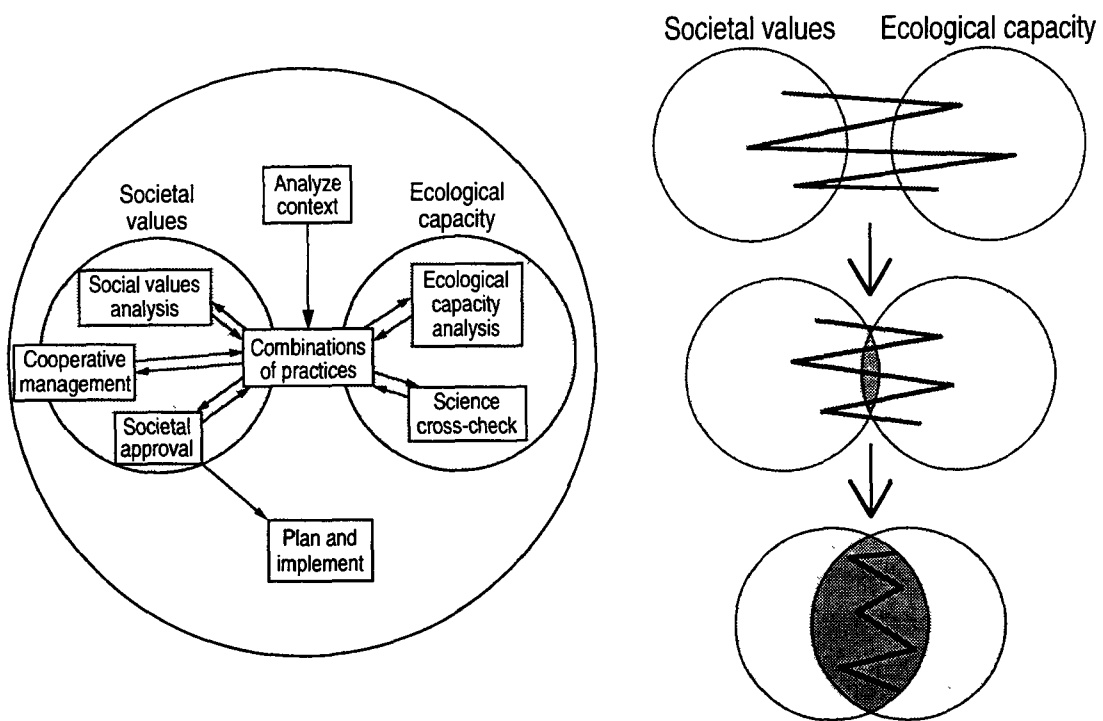 Societal values
Ecological capacity
Societal
values
Analyze
context
Ecological
capacity
Social values
analysis
Ecological
capacity
analysis
Cooperative
management
Combinations
of practices
Societal
approval
Science
cross-check
Plan and
implement